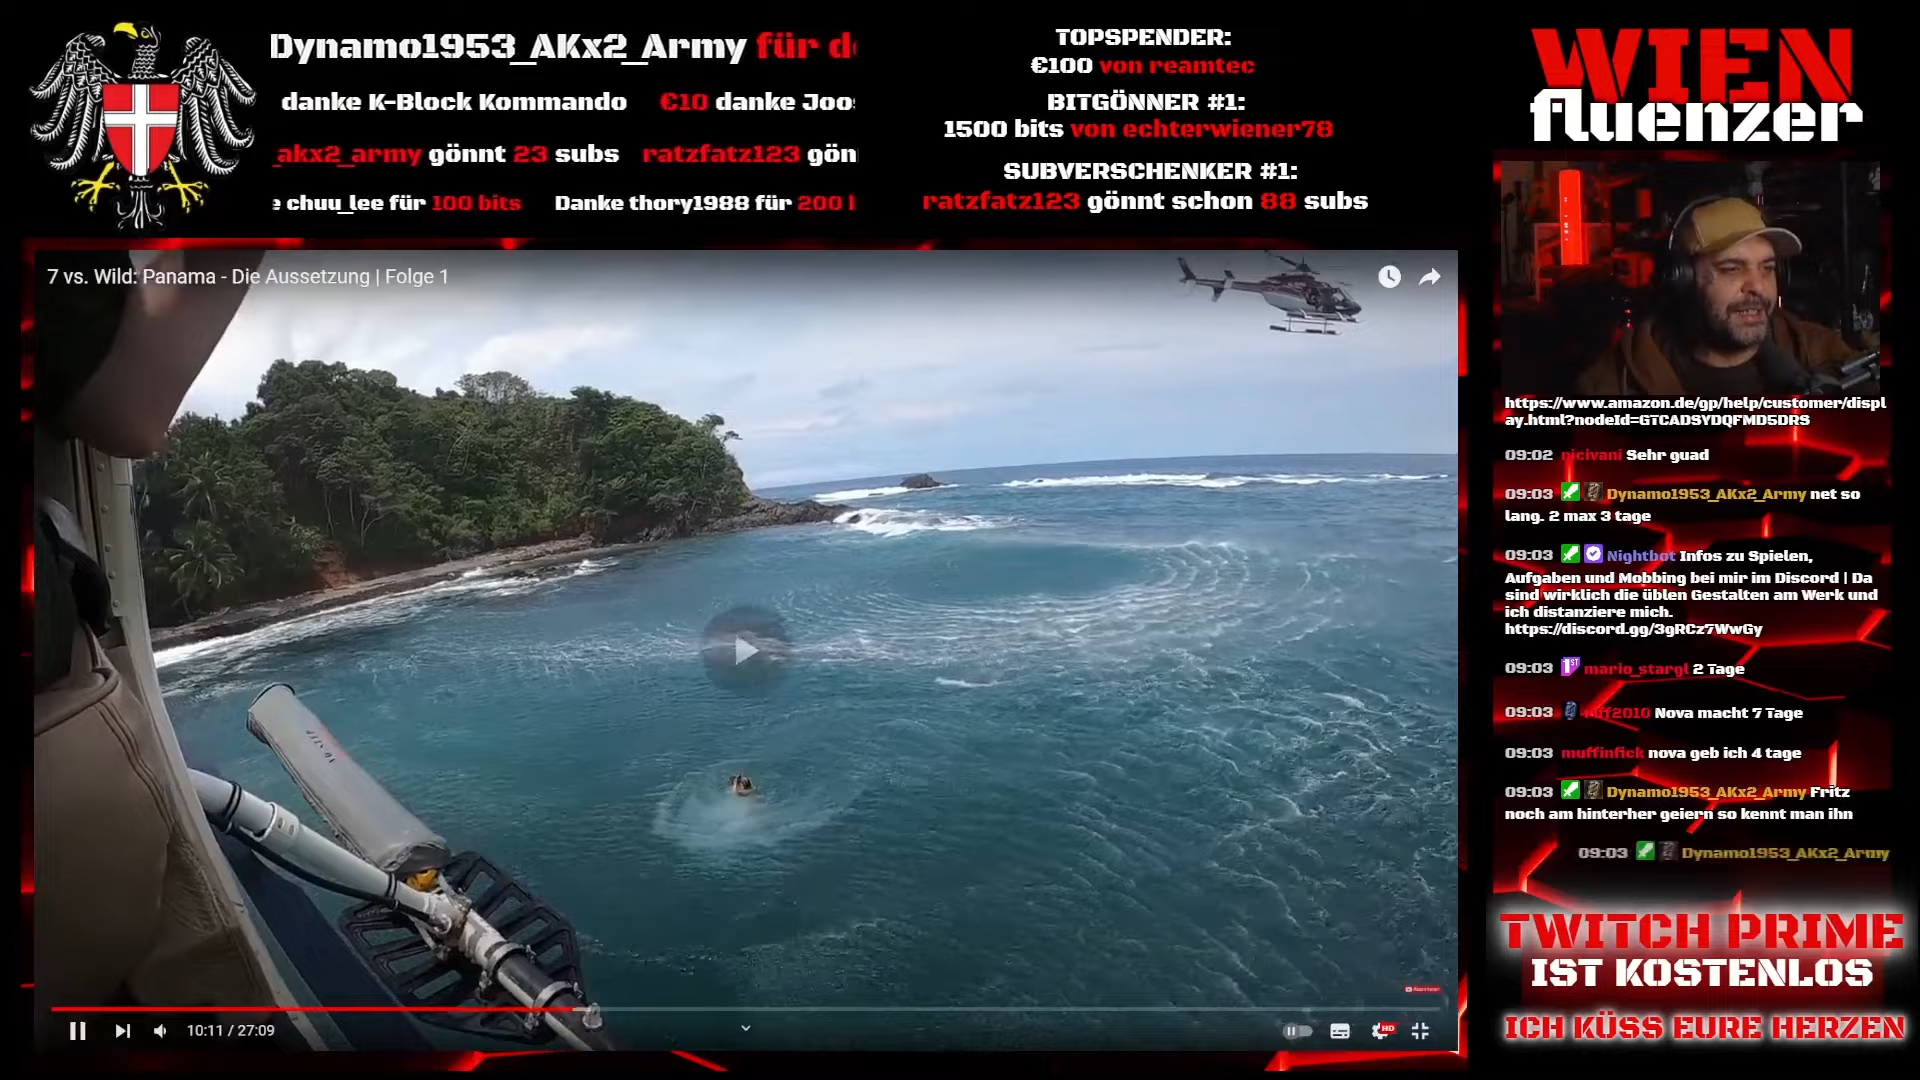 Dynamo1953_AKx2_Army für d
danke K-Block Kommando €10 danke Joo
_akx2_army gönnt 23 subs ratzfatz123 gön
e chuu_lee für 100 bits Danke thory1988 für 200
TOPSPENDER:
€100 von reamtec
BITGÖNNER #1:
1500 bits von echterwiener78
SUBVERSCHENKER #1:
ratzfatz123 gönnt schon 88 subs
WIEN
fluenzer
7 vs. Wild: Panama - Die Aussetzung | Folge 1
10:11 / 27:09
HD
https://www.amazon.de/gp/help/customer/displ
ay.html?nodeId=GTCADSYDQFMD5DRS
09:02 nicivani Sehr guad
09:03 Dynamo1953_AKx2_Army net so
lang. 2 max 3 tage
09:03 Nightbot Infos zu Spielen,
Aufgaben und Mobbing bei mir im Discord | Da
sind wirklich die üblen Gestalten am Werk und
ich distanziere mich.
https://discord.gg/3gRCz7WwGy
09:03 1ST mario_stargl 2 Tage
09:03 Nova macht 7 Tage
09:03 muffinfick nova geb ich 4 tage
09:03 Dynamo1953_AKx2_Army Fritz
noch am hinterher geiern so kennt man ihn
09:03 Dynamo1953_AKx2_Army
TWITCH PRIME
IST KOSTENLOS
ICH KÜSS EURE HERZEN